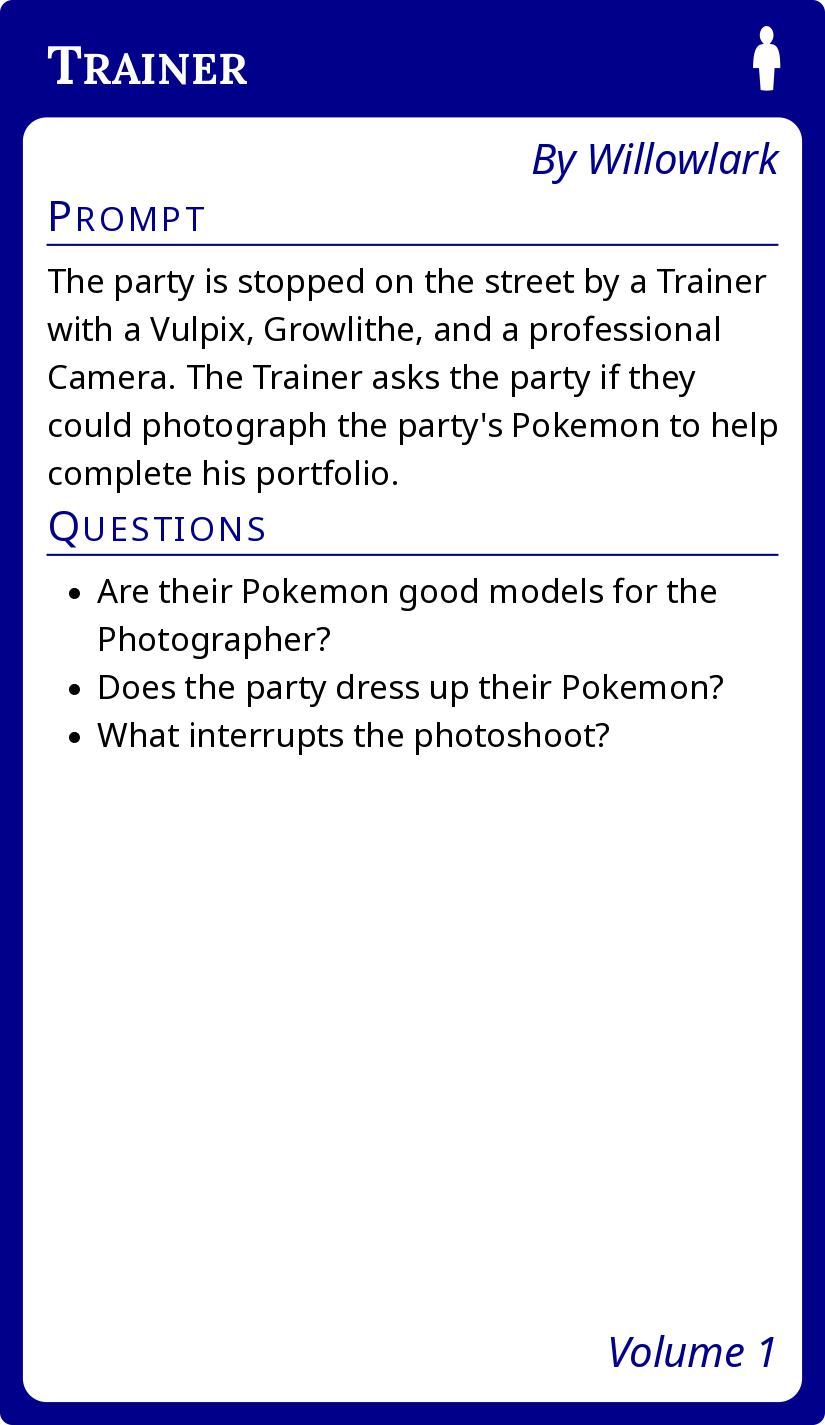 Trainer
By Willowlark
Prompt
The party is stopped on the street by a Trainer
with a Vulpix, Growlithe, and a professional
Camera. The Trainer asks the party if they
could photograph the party's Pokemon to help
complete his portfolio.
Questions
• Are their Pokemon good models for the
Photographer?
• Does the party dress up their Pokemon?
• What interrupts the photoshoot?
Volume 1